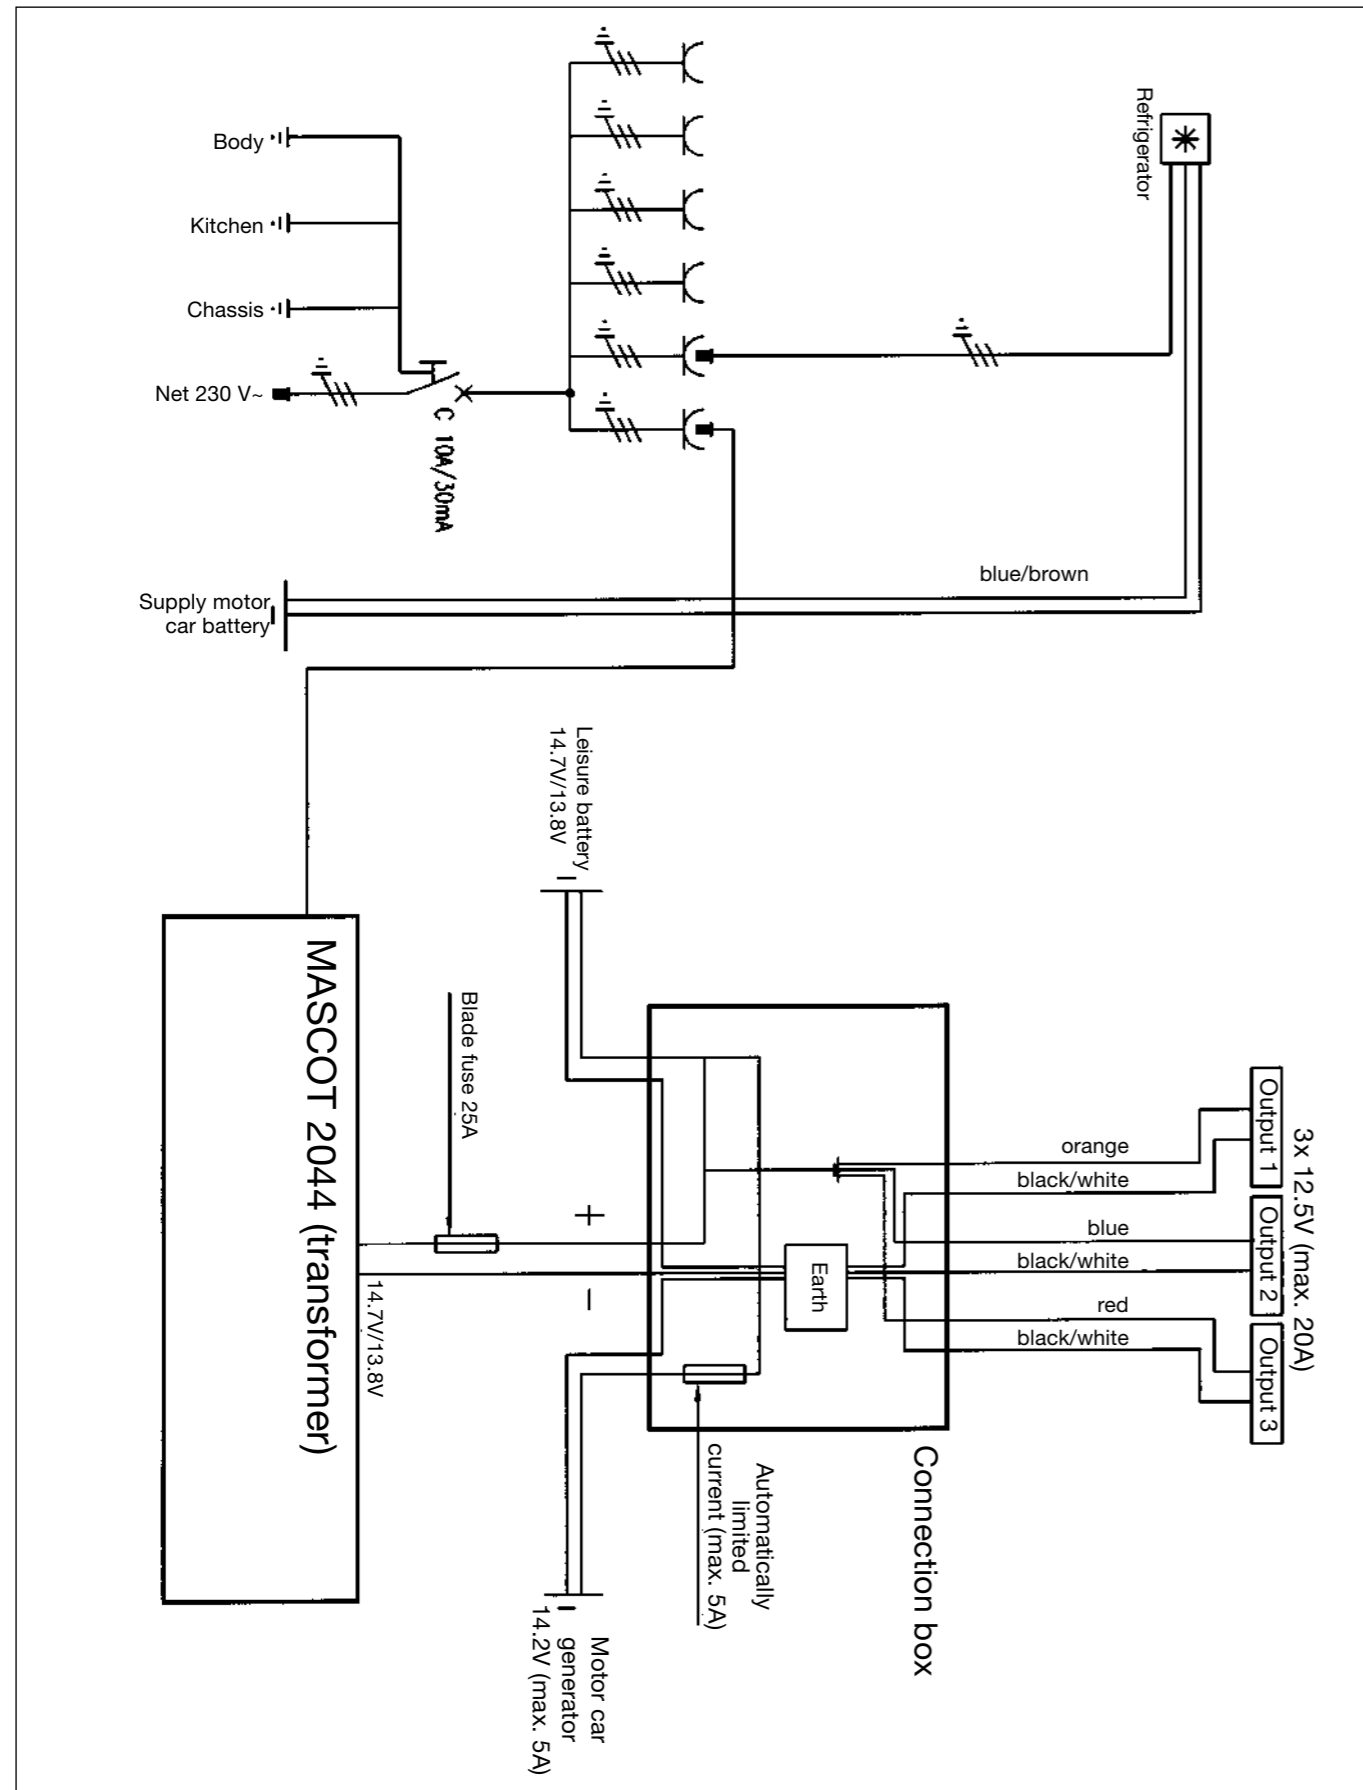 Refrigerator
Body
Kitchen
Chassis
Net 230 V~
C 10A/30mA
blue/brown
Supply motor
car battery
Leisure battery
14.7V/13.8V
MASCOT 2044 (transformer)
Blade fuse 25A
14.7V/13.8V
+
−
Earth
orange
black/white
blue
black/white
red
black/white
3x 12.5V (max. 20A)
Output 1
Output 2
Output 3
Connection box
Automatically
limited
current (max. 5A)
Motor car
generator
14.2V (max. 5A)